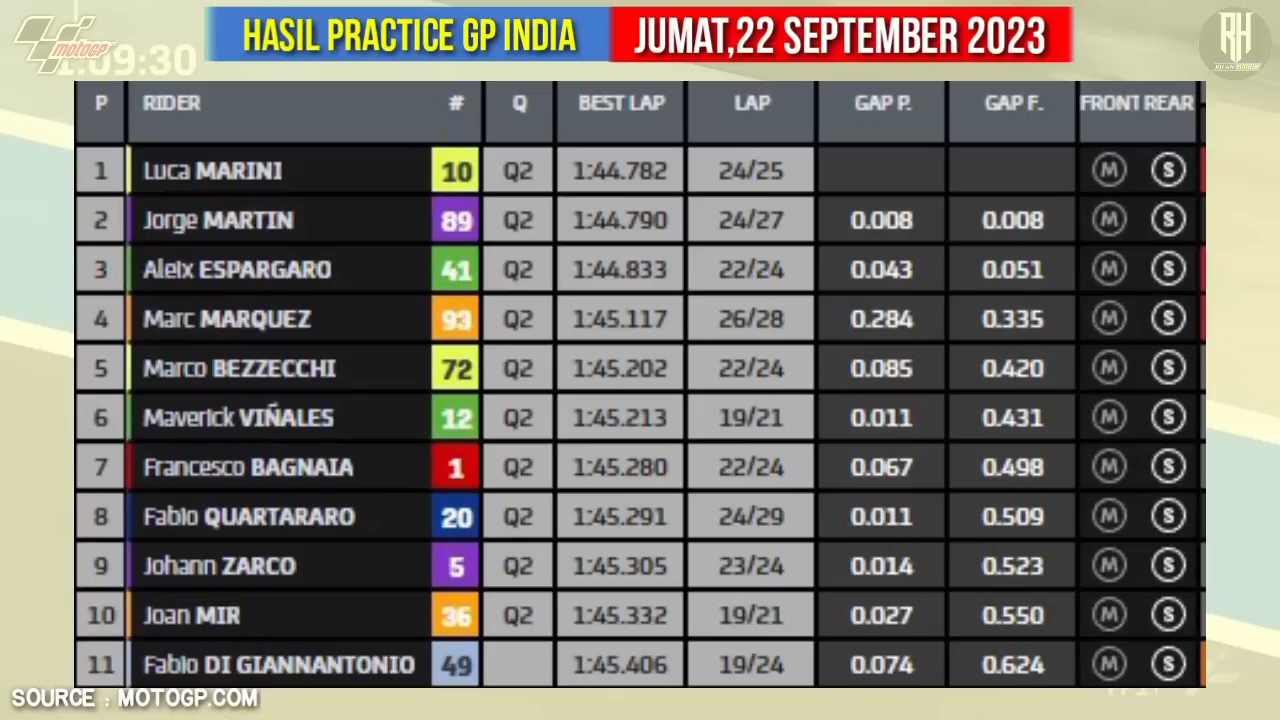 HASIL PRACTICE GP INDIA JUMAT,22 SEPTEMBER 2023
MotoGP
1:09:30
RH
P RIDER # Q BEST LAP LAP GAP P. GAP F. FRONT REAR
1 Luca MARINI 10 Q2 1:44.782 24/25 M S
2 Jorge MARTIN 89 Q2 1:44.790 24/27 0.008 0.008 M S
3 Aleix ESPARGARO 41 Q2 1:44.833 22/24 0.043 0.051 M S
4 Marc MARQUEZ 93 Q2 1:45.117 26/28 0.284 0.335 M S
5 Marco BEZZECCHI 72 Q2 1:45.202 22/24 0.085 0.420 M S
6 Maverick VIÑALES 12 Q2 1:45.213 19/21 0.011 0.431 M S
7 Francesco BAGNAIA 1 Q2 1:45.280 22/24 0.067 0.498 M S
8 Fabio QUARTARARO 20 Q2 1:45.291 24/29 0.011 0.509 M S
9 Johann ZARCO 5 Q2 1:45.305 23/24 0.014 0.523 M S
10 Joan MIR 36 Q2 1:45.332 19/21 0.027 0.550 M S
11 Fabio DI GIANNANTONIO 49 1:45.406 19/24 0.074 0.624 M S
SOURCE : MOTOGP.COM